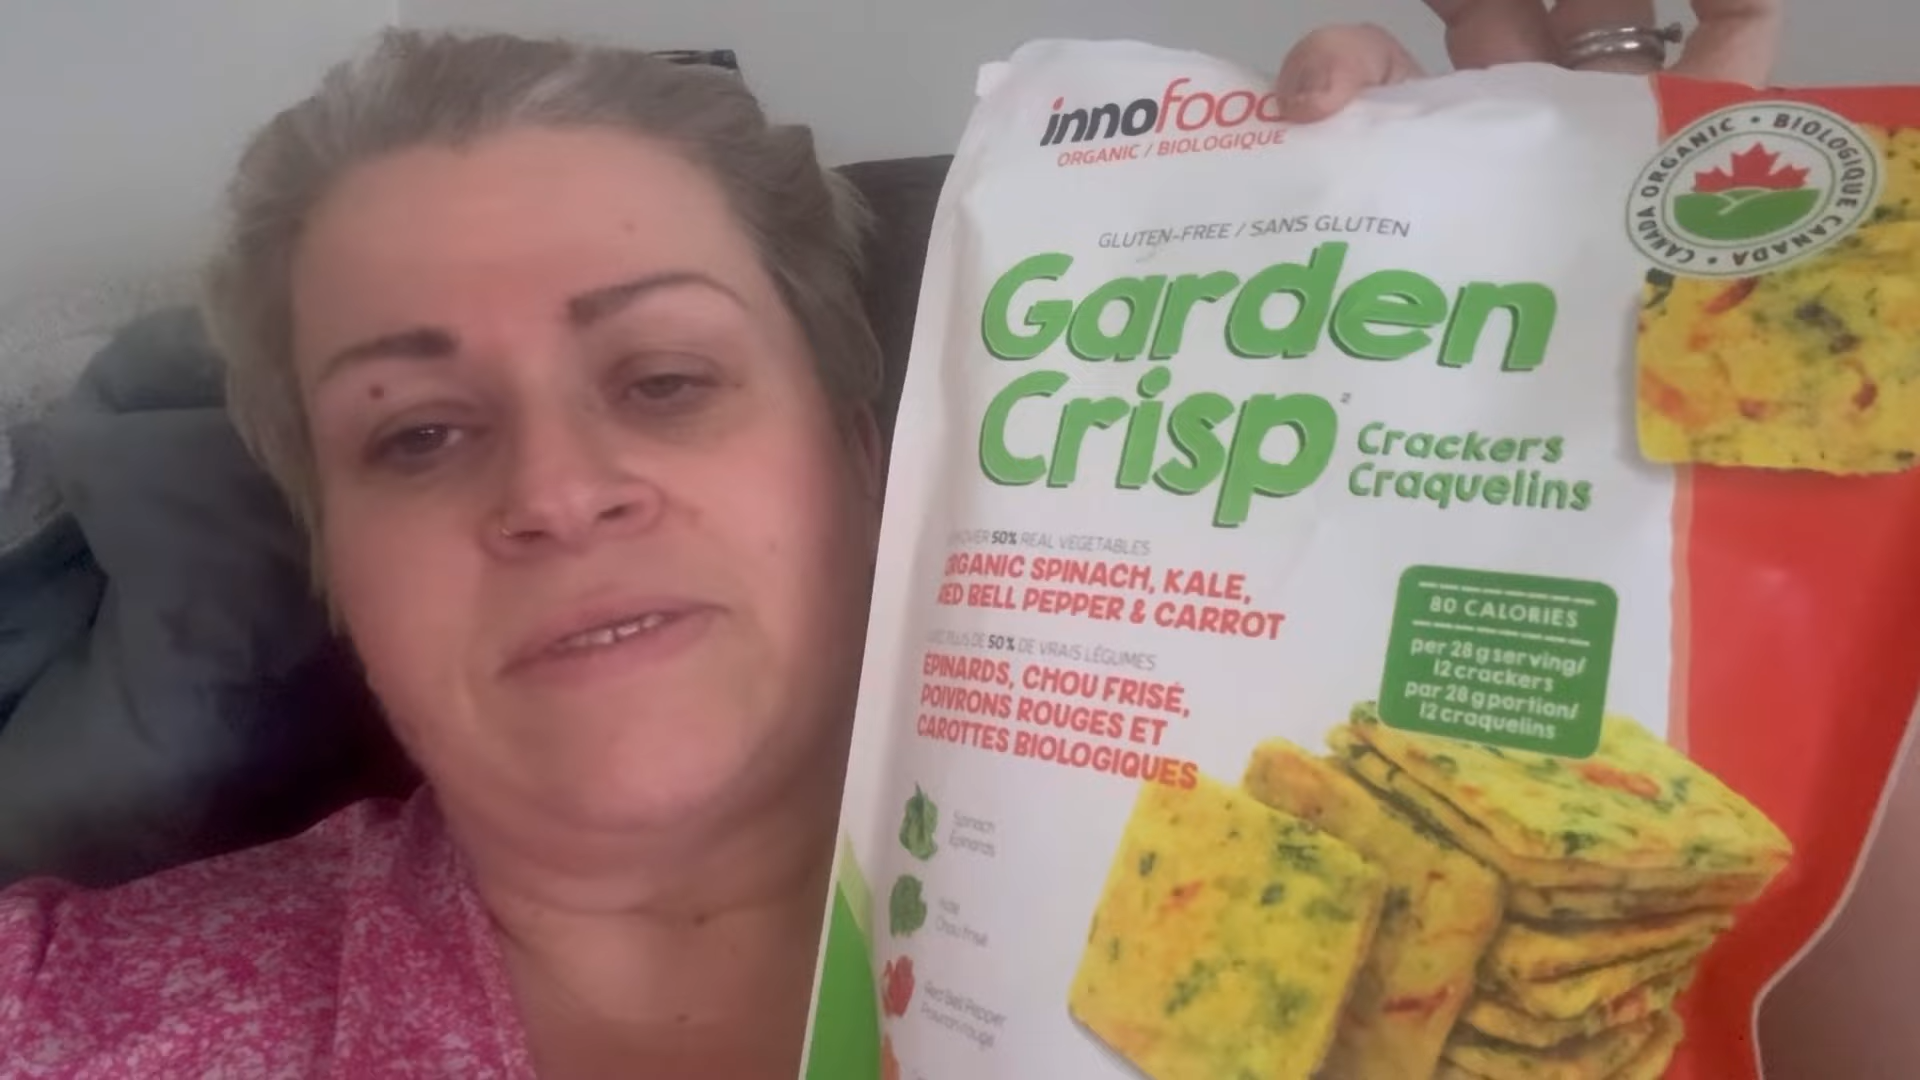 innofood
ORGANIC / BIOLOGIQUE
CANADA ORGANIC • BIOLOGIQUE CANADA •
GLUTEN-FREE / SANS GLUTEN
Garden
Crisp
Crackers
Craquelins
50% REAL VEGETABLES
ORGANIC SPINACH, KALE,
RED BELL PEPPER & CARROT
PLUS DE 50% DE VRAIS LÉGUMES
ÉPINARDS, CHOU FRISÉ,
POIVRONS ROUGES ET
CAROTTES BIOLOGIQUES
80 CALORIES
per 28 g serving/
12 crackers
par 28 g portion/
12 craquelins
Spinach
Épinards
Kale
Chou frisé
Red Bell Pepper
Poivron rouge